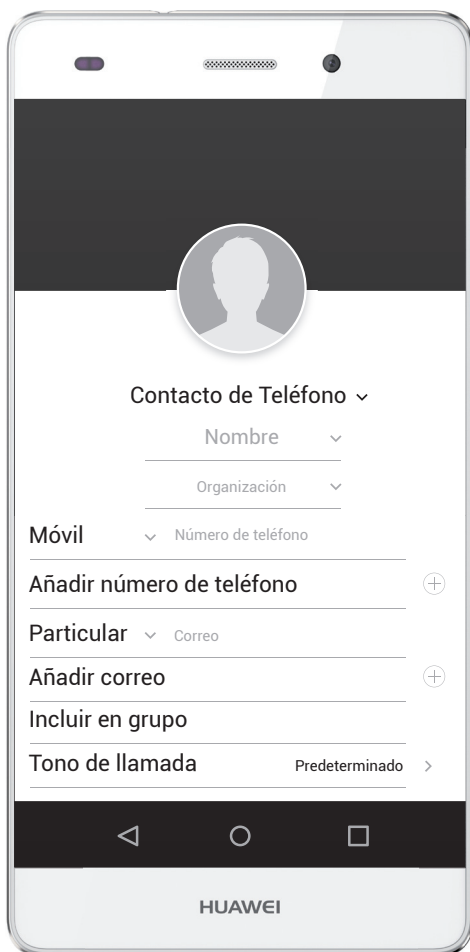 Contacto de Teléfono
Nombre
Organización
Móvil Número de teléfono
Añadir número de teléfono
Particular Correo
Añadir correo
Incluir en grupo
Tono de llamada Predeterminado
HUAWEI